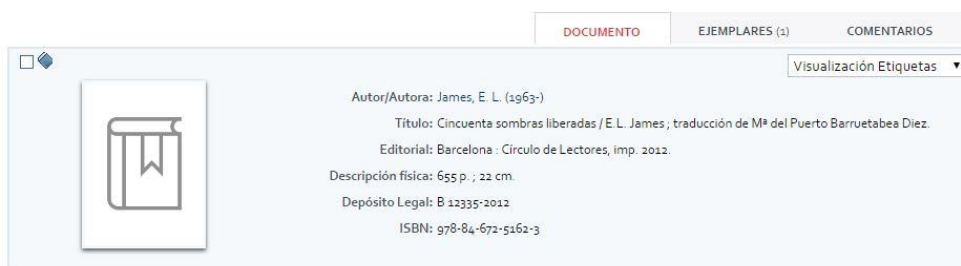 DOCUMENTO EJEMPLARES (1) COMENTARIOS
Visualización Etiquetas
Autor/Autora: James, E. L. (1963-)
Título: Cincuenta sombras liberadas / E.L. James ; traducción de Mª del Puerto Barruetabea Diez.
Editorial: Barcelona : Círculo de Lectores, imp. 2012.
Descripción física: 655 p. ; 22 cm.
Depósito Legal: B 12335-2012
ISBN: 978-84-672-5162-3